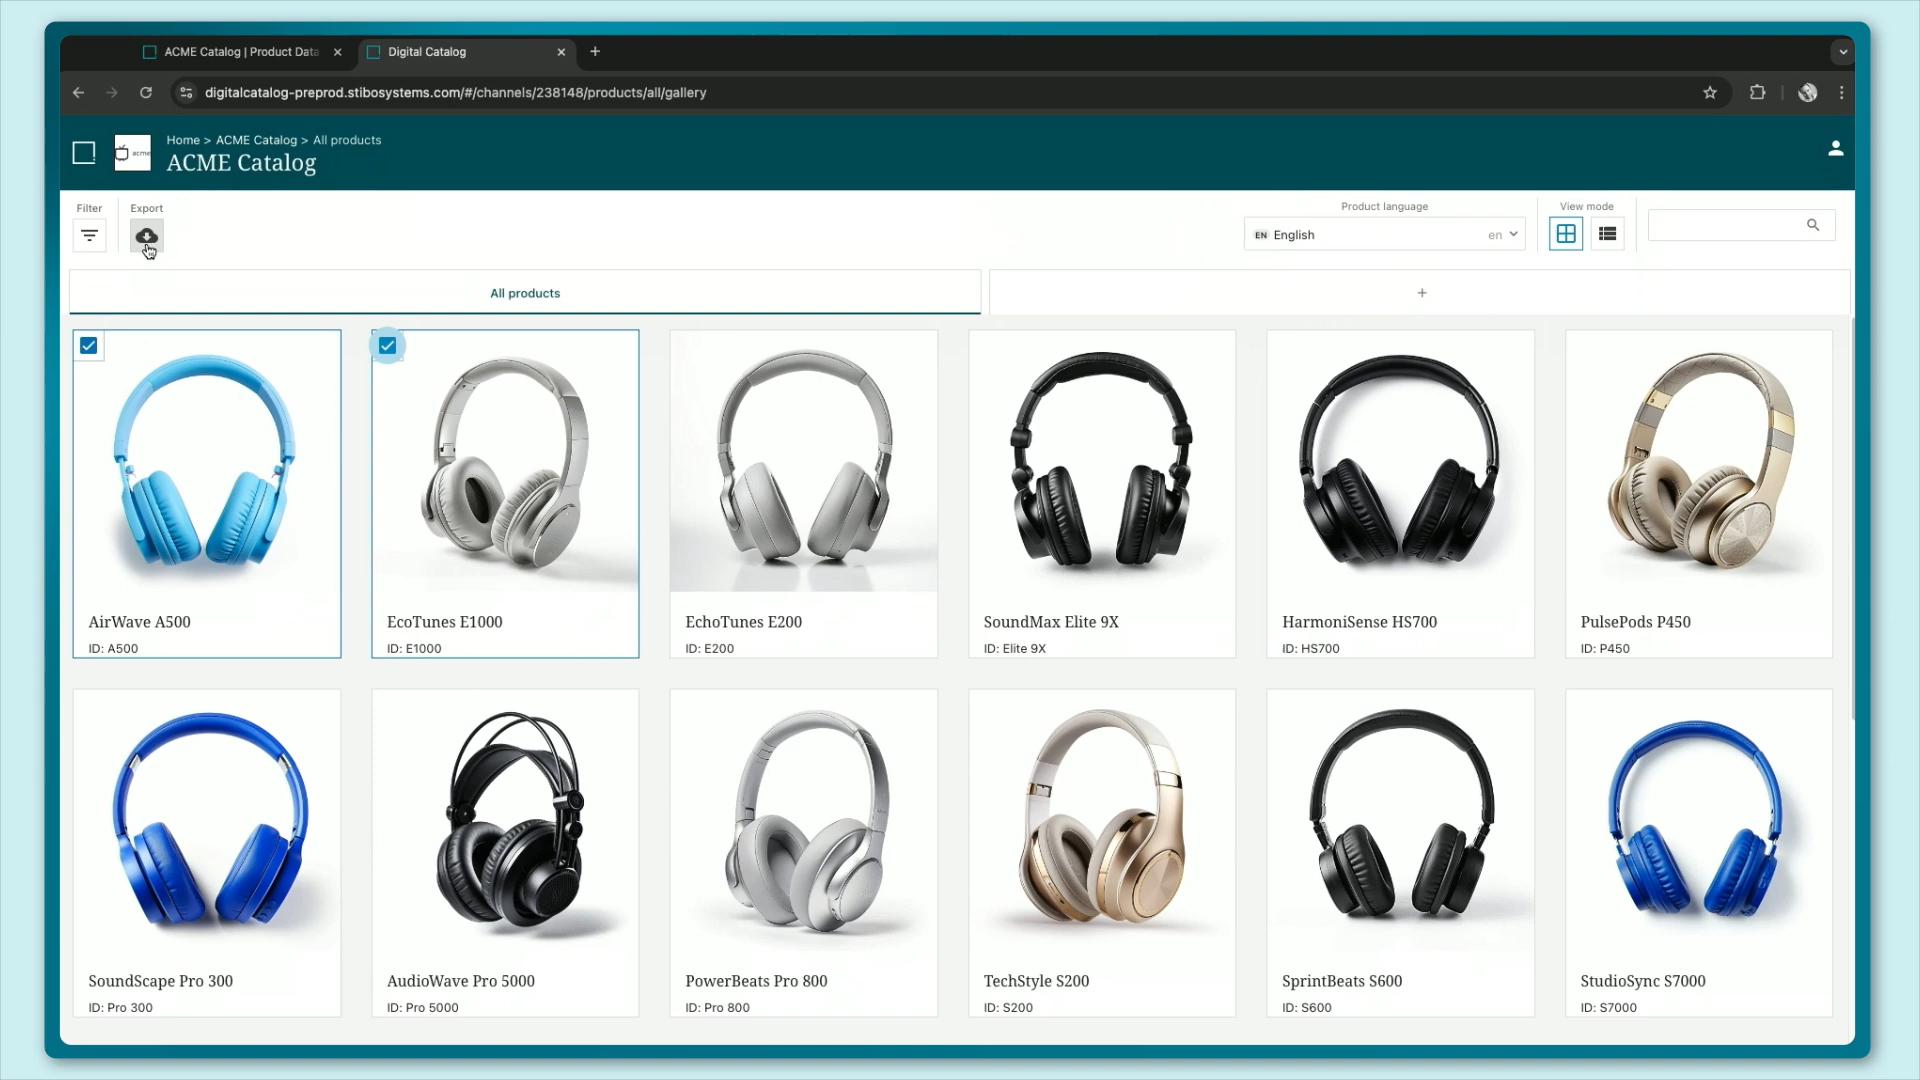 ACME Catalog | Product Data
Digital Catalog
digitalcatalog-preprod.stibosystems.com/#/channels/238148/products/all/gallery
acme
Home > ACME Catalog > All products
ACME Catalog
Filter
Export
Product language
View mode
EN English en
All products
+
AirWave A500
ID: A500
EcoTunes E1000
ID: E1000
EchoTunes E200
ID: E200
SoundMax Elite 9X
ID: Elite 9X
HarmoniSense HS700
ID: HS700
PulsePods P450
ID: P450
SoundScape Pro 300
ID: Pro 300
AudioWave Pro 5000
ID: Pro 5000
PowerBeats Pro 800
ID: Pro 800
TechStyle S200
ID: S200
SprintBeats S600
ID: S600
StudioSync S7000
ID: S7000